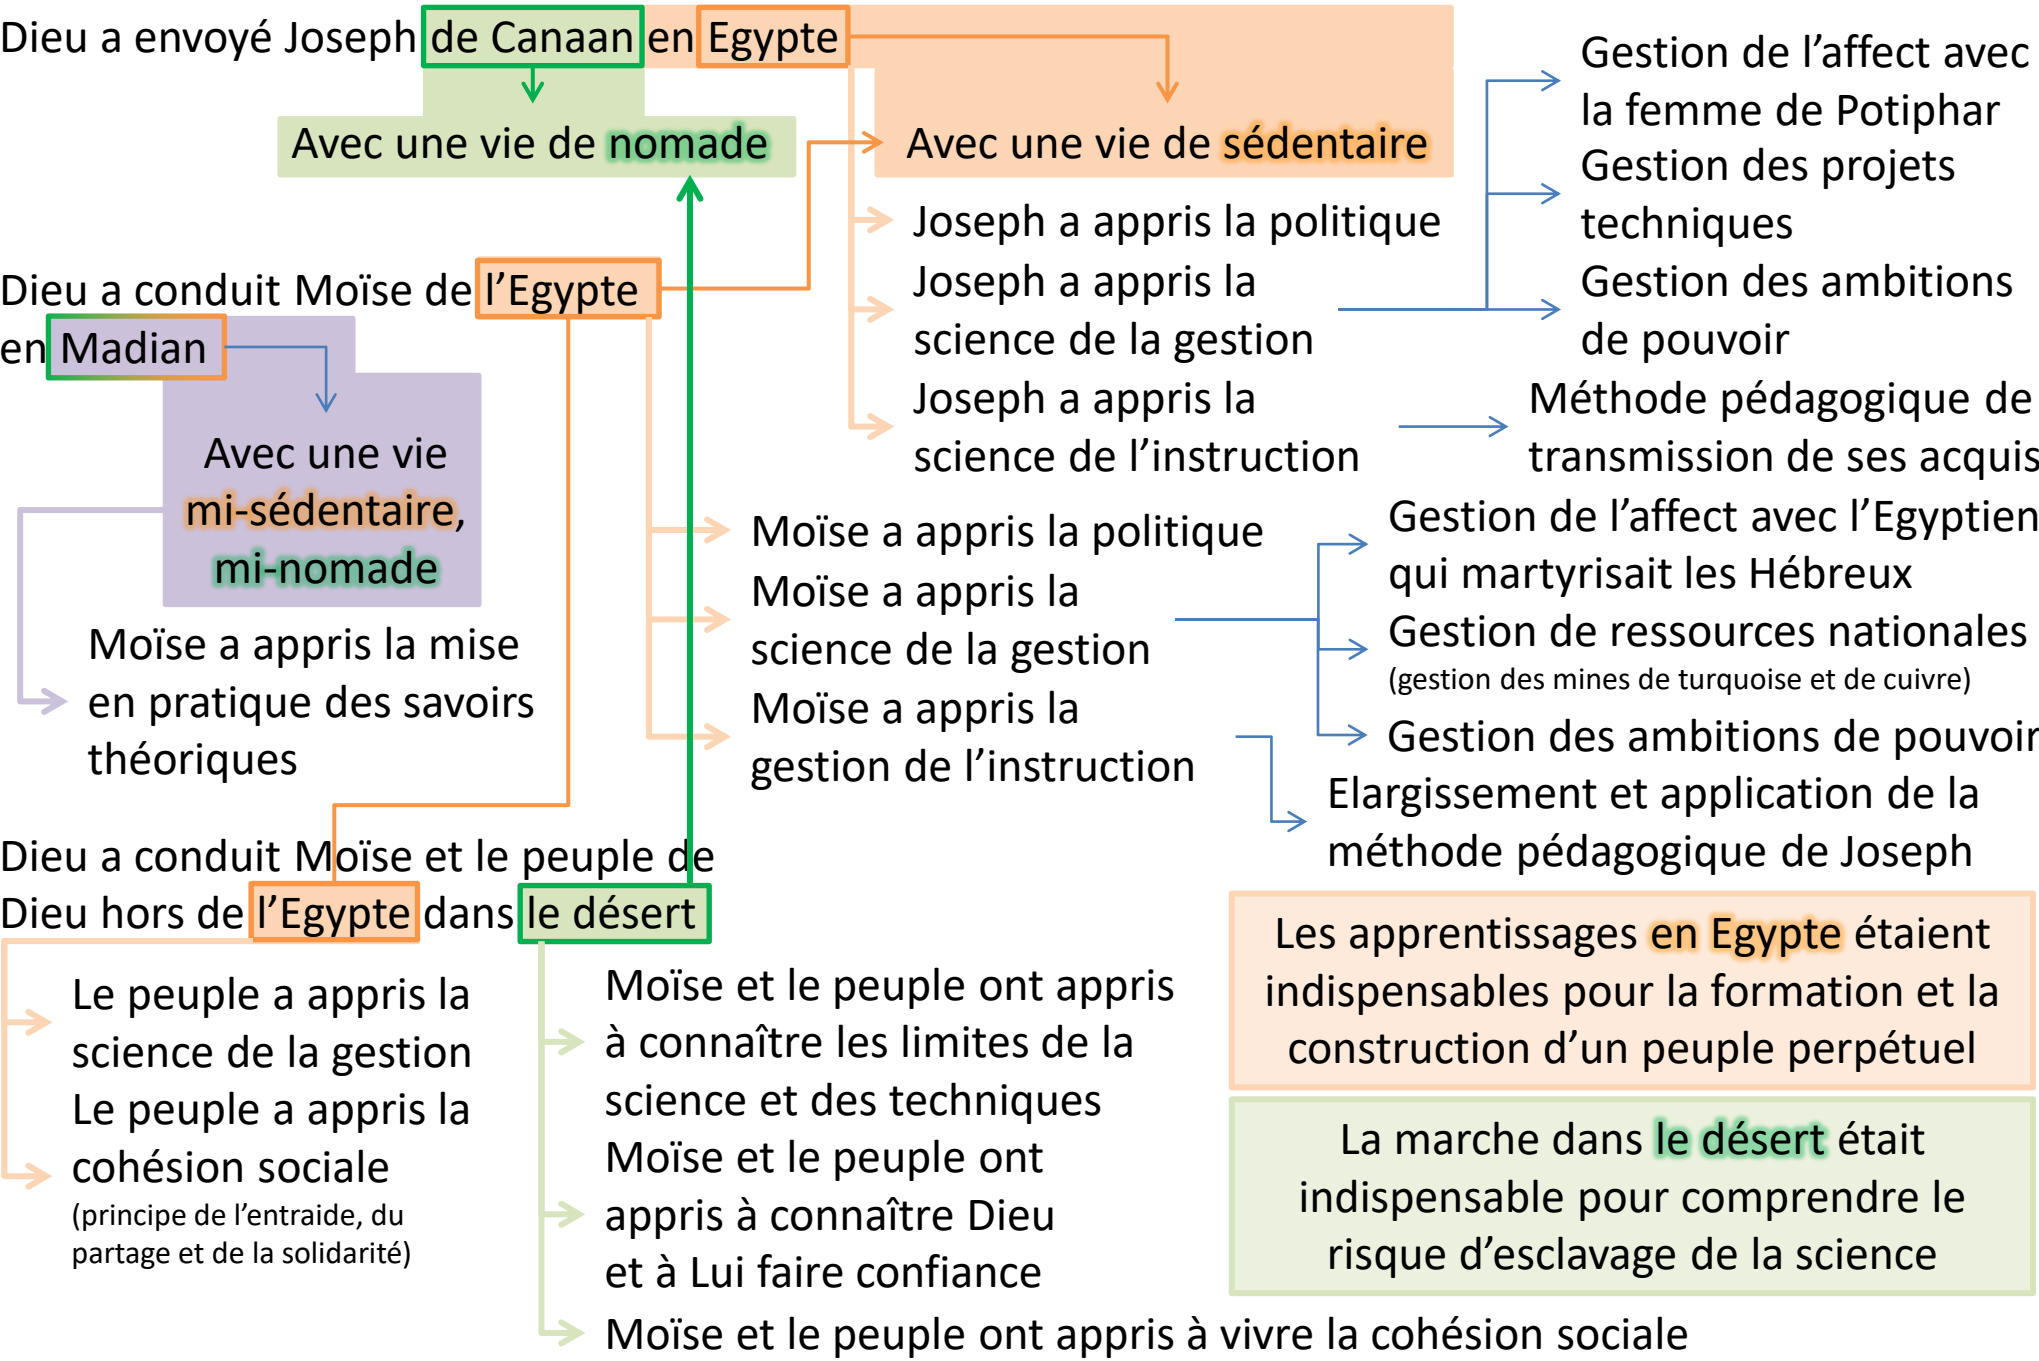 Dieu a envoyé Joseph de Canaan en Egypte
Avec une vie de nomade
Avec une vie de sédentaire
Joseph a appris la politique
Joseph a appris la
science de la gestion
Joseph a appris la
science de l’instruction
Gestion de l’affect avec
la femme de Potiphar
Gestion des projets
techniques
Gestion des ambitions
de pouvoir
Méthode pédagogique de
transmission de ses acquis
Dieu a conduit Moïse de l’Egypte
en Madian
Avec une vie
mi-sédentaire,
mi-nomade
Moïse a appris la mise
en pratique des savoirs
théoriques
Moïse a appris la politique
Moïse a appris la
science de la gestion
Moïse a appris la
gestion de l’instruction
Gestion de l’affect avec l’Egyptien
qui martyrisait les Hébreux
Gestion de ressources nationales
(gestion des mines de turquoise et de cuivre)
Gestion des ambitions de pouvoir
Elargissement et application de la
méthode pédagogique de Joseph
Dieu a conduit Moïse et le peuple de
Dieu hors de l’Egypte dans le désert
Le peuple a appris la
science de la gestion
Le peuple a appris la
cohésion sociale
(principe de l’entraide, du
partage et de la solidarité)
Moïse et le peuple ont appris
à connaître les limites de la
science et des techniques
Moïse et le peuple ont
appris à connaître Dieu
et à Lui faire confiance
Moïse et le peuple ont appris à vivre la cohésion sociale
Les apprentissages en Egypte étaient
indispensables pour la formation et la
construction d’un peuple perpétuel
La marche dans le désert était
indispensable pour comprendre le
risque d’esclavage de la science